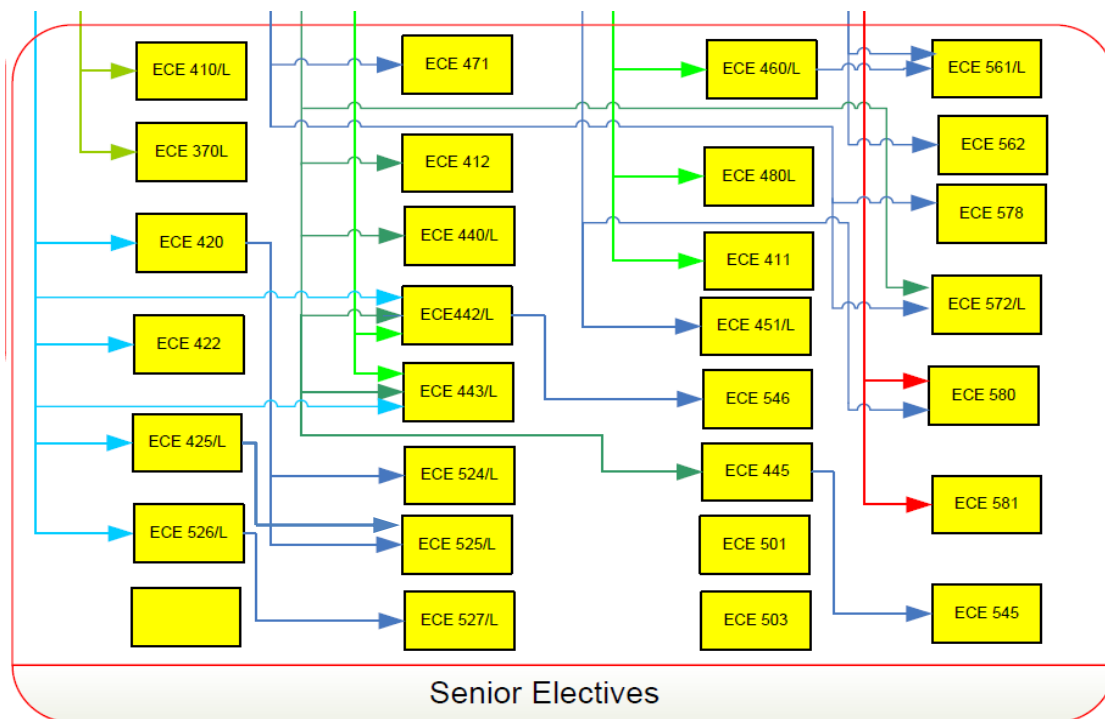 ECE 410/L
ECE 471
ECE 460/L
ECE 561/L
ECE 370L
ECE 412
ECE 480L
ECE 562
ECE 578
ECE 420
ECE 440/L
ECE 411
ECE442/L
ECE 572/L
ECE 422
ECE 451/L
ECE 443/L
ECE 546
ECE 580
ECE 425/L
ECE 524/L
ECE 445
ECE 581
ECE 526/L
ECE 525/L
ECE 501
ECE 527/L
ECE 503
ECE 545
Senior Electives